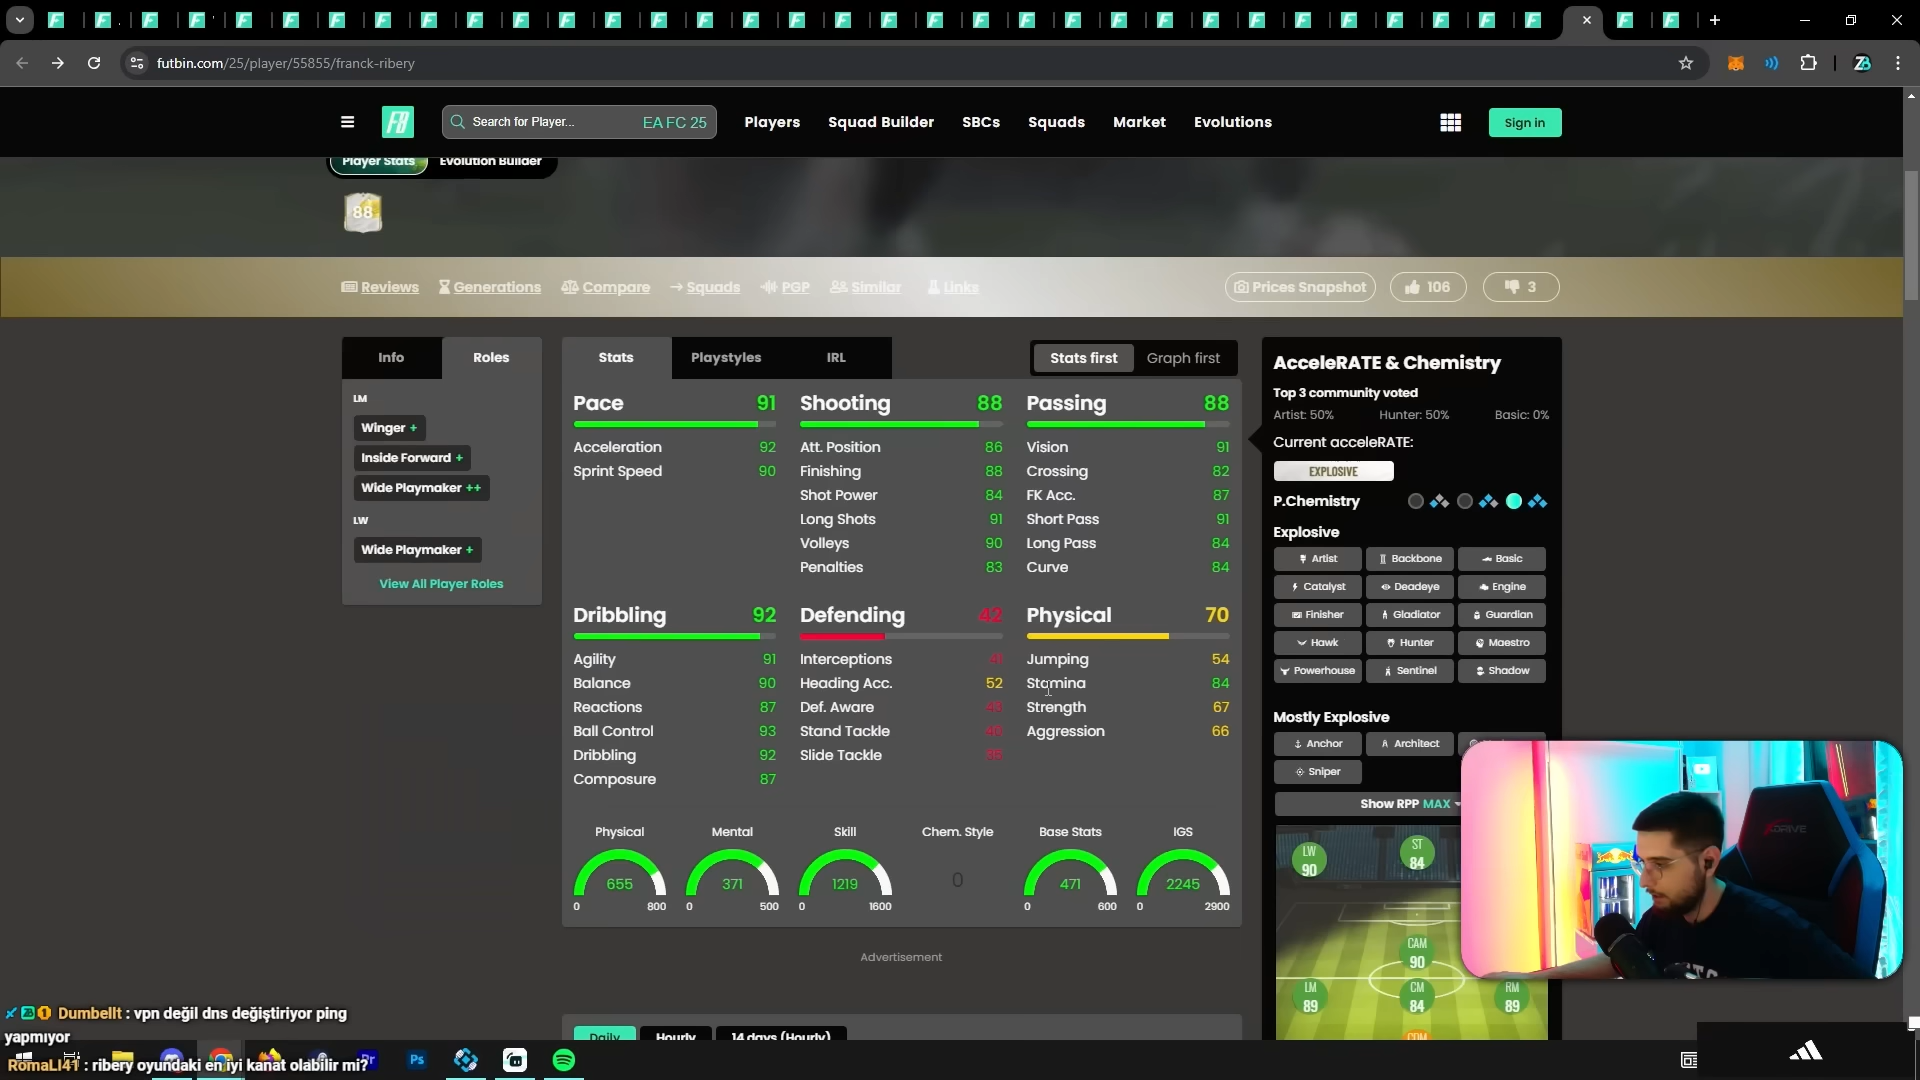 futbin.com/25/player/55855/franck-ribery
Search for Player...
EA FC 25
Players
Squad Builder
SBCs
Squads
Market
Evolutions
Sign in
Player Stats
Evolution Builder
88
Reviews
Generations
Compare
Squads
PGP
Similar
Links
Prices Snapshot
106
3
Info
Roles
LM
Winger +
Inside Forward +
Wide Playmaker ++
LW
Wide Playmaker +
View All Player Roles
Stats
Playstyles
IRL
Stats first
Graph first
Pace 91
Acceleration 92
Sprint Speed 90
Shooting 88
Att. Position 86
Finishing 88
Shot Power 84
Long Shots 91
Volleys 90
Penalties 83
Passing 88
Vision 91
Crossing 82
FK Acc. 87
Short Pass 91
Long Pass 84
Curve 84
Dribbling 92
Agility 91
Balance 90
Reactions 87
Ball Control 93
Dribbling 92
Composure 87
Defending 42
Interceptions
Heading Acc. 52
Def. Aware
Stand Tackle
Slide Tackle
Physical 70
Jumping 54
Stamina 84
Strength 67
Aggression 66
Physical
655
0 800
Mental
371
0 500
Skill
1219
0 1600
Chem. Style
0
Base Stats
471
0 600
IGS
2245
0 2900
Advertisement
Daily
Hourly
14 days (Hourly)
AcceleRATE & Chemistry
Top 3 community voted
Artist: 50%
Hunter: 50%
Basic: 0%
Current acceleRATE:
EXPLOSIVE
P.Chemistry
Explosive
Artist
Backbone
Basic
Catalyst
Deadeye
Engine
Finisher
Gladiator
Guardian
Hawk
Hunter
Maestro
Powerhouse
Sentinel
Shadow
Mostly Explosive
Anchor
Architect
Sniper
Show RPP MAX
LW
90
ST
84
CAM
90
LM
89
CM
84
RM
89
Dumbellt : vpn değil dns değiştiriyor ping
yapmıyor
RomaLI41 : ribery oyundaki en iyi kanat olabilir mi?